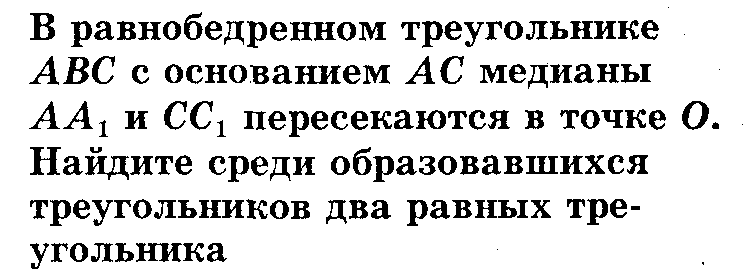 В равнобедренном треугольнике
ABC с основанием AC медианы
AA₁ и CC₁ пересекаются в точке O.
Найдите среди образовавшихся
треугольников два равных тре-
угольника